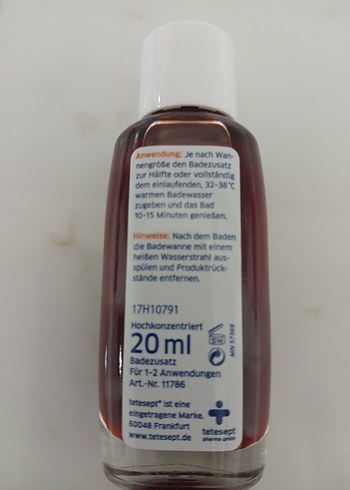 Anwendung: Je nach Wan-
nengröße den Badezusatz
zur Hälfte oder vollständig
dem einlaufenden, 32-38°C
warmen Badewasser
zugeben und das Bad
10-15 Minuten genießen.
Hinweise: Nach dem Baden
die Badewanne mit einem
heißen Wasserstrahl aus-
spülen und Produktrück-
stände entfernen.
17H10791
Hochkonzentriert
20 ml
Badezusatz
Für 1-2 Anwendungen
Art.-Nr. 11786
tetesept® ist eine
eingetragene Marke.
60048 Frankfurt
www.tetesept.de
tetesept
pharma gmbh